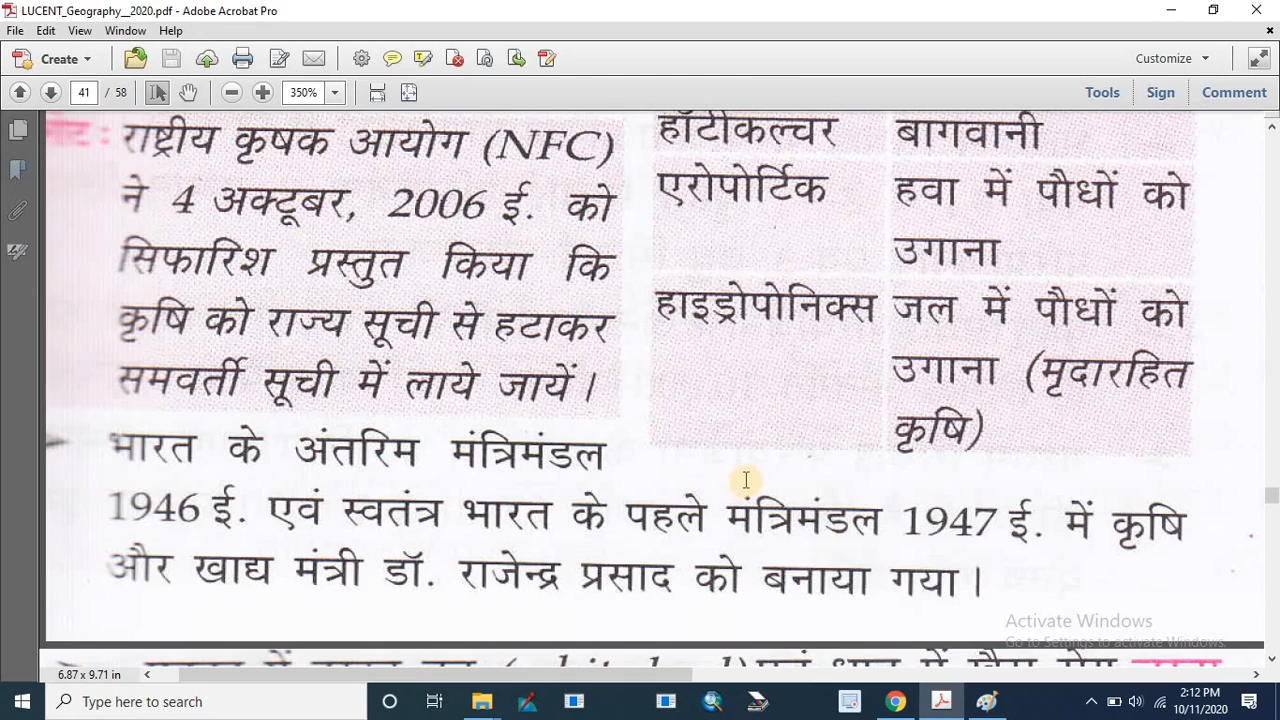 LUCENT_Geography__2020.pdf - Adobe Acrobat Pro
File Edit View Window Help
Create
Customize
41 / 58
350%
Tools Sign Comment
राष्ट्रीय कृषक आयोग (NFC)
ने 4 अक्टूबर, 2006 ई. को
सिफारिश प्रस्तुत किया कि
कृषि को राज्य सूची से हटाकर
समवर्ती सूची में लाये जायें।
हॉर्टीकल्चर बागवानी
एरोपोर्टिक हवा में पौधों को
उगाना
हाइड्रोपोनिक्स जल में पौधों को
उगाना (मृदारहित
कृषि)
भारत के अंतरिम मंत्रिमंडल
1946 ई. एवं स्वतंत्र भारत के पहले मंत्रिमंडल 1947 ई. में कृषि
और खाद्य मंत्री डॉ. राजेन्द्र प्रसाद को बनाया गया।
Activate Windows
Go to Settings to activate Windows.
6.87 x 9.71 in
Type here to search
2:12 PM
10/11/2020